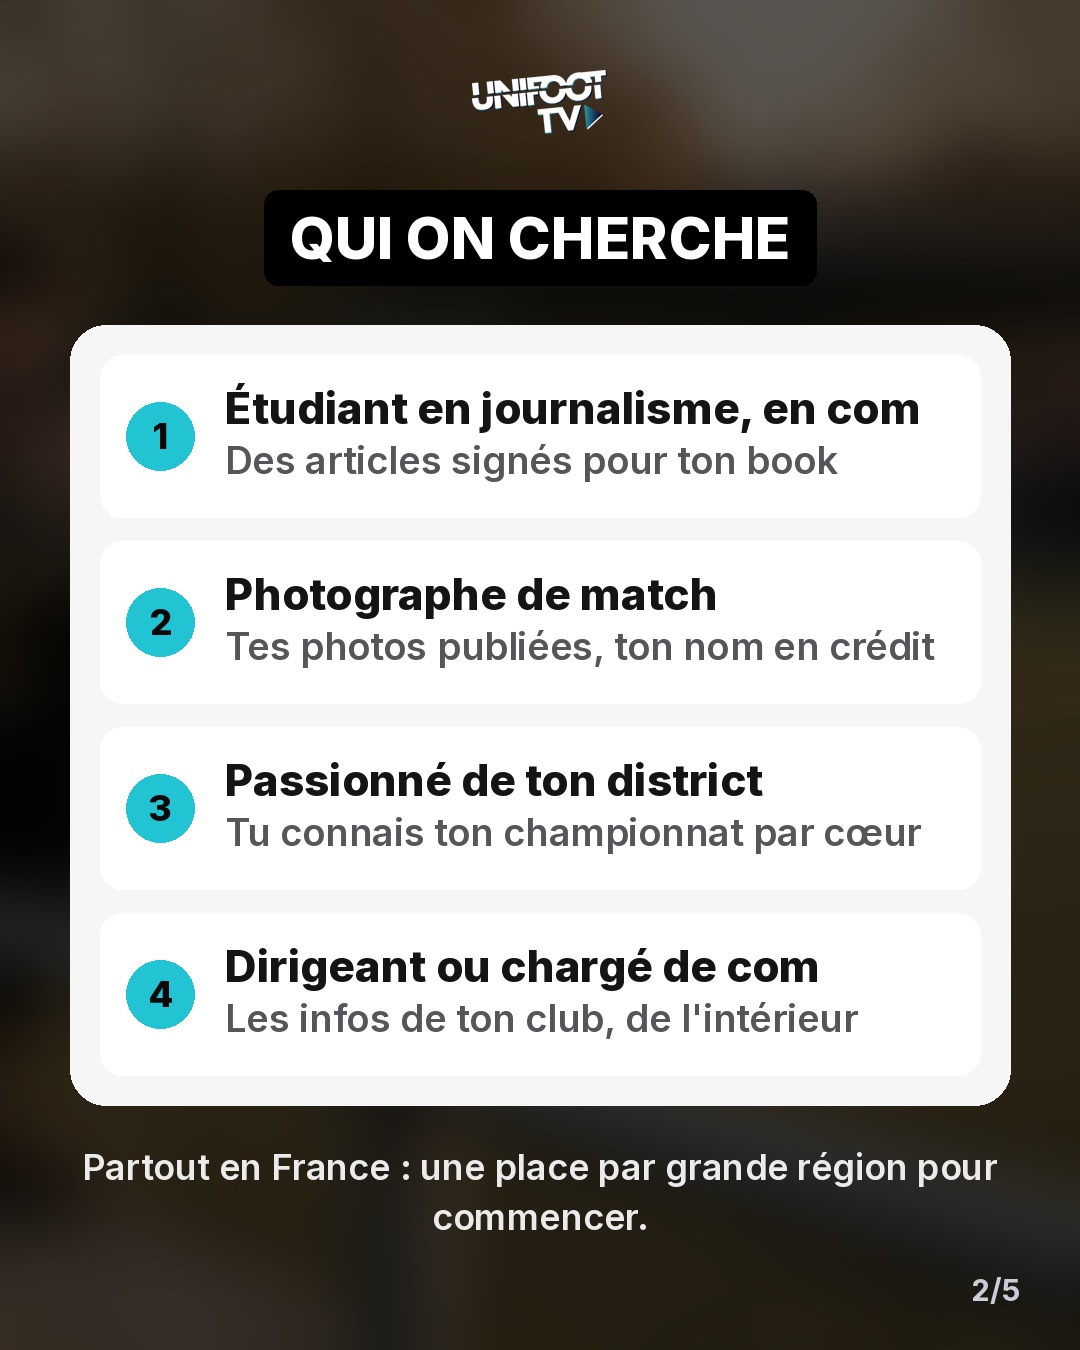 UNIFOOT
TV
QUI ON CHERCHE
1
Étudiant en journalisme, en com
Des articles signés pour ton book
2
Photographe de match
Tes photos publiées, ton nom en crédit
3
Passionné de ton district
Tu connais ton championnat par cœur
4
Dirigeant ou chargé de com
Les infos de ton club, de l'intérieur
Partout en France : une place par grande région pour
commencer.
2/5